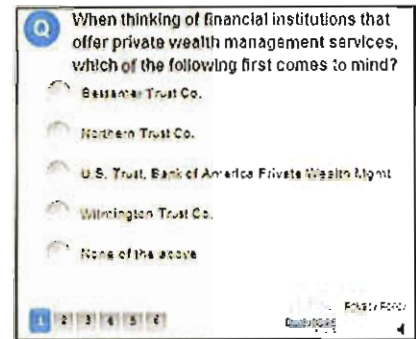 Q When thinking of financial institutions that
offer private wealth management services,
which of the following first comes to mind?
Bessemer Trust Co.
Northern Trust Co.
U.S. Trust, Bank of America Private Wealth Mgmt
Wilmington Trust Co.
None of the above
Privacy Policy
1 2 3 4 5 6